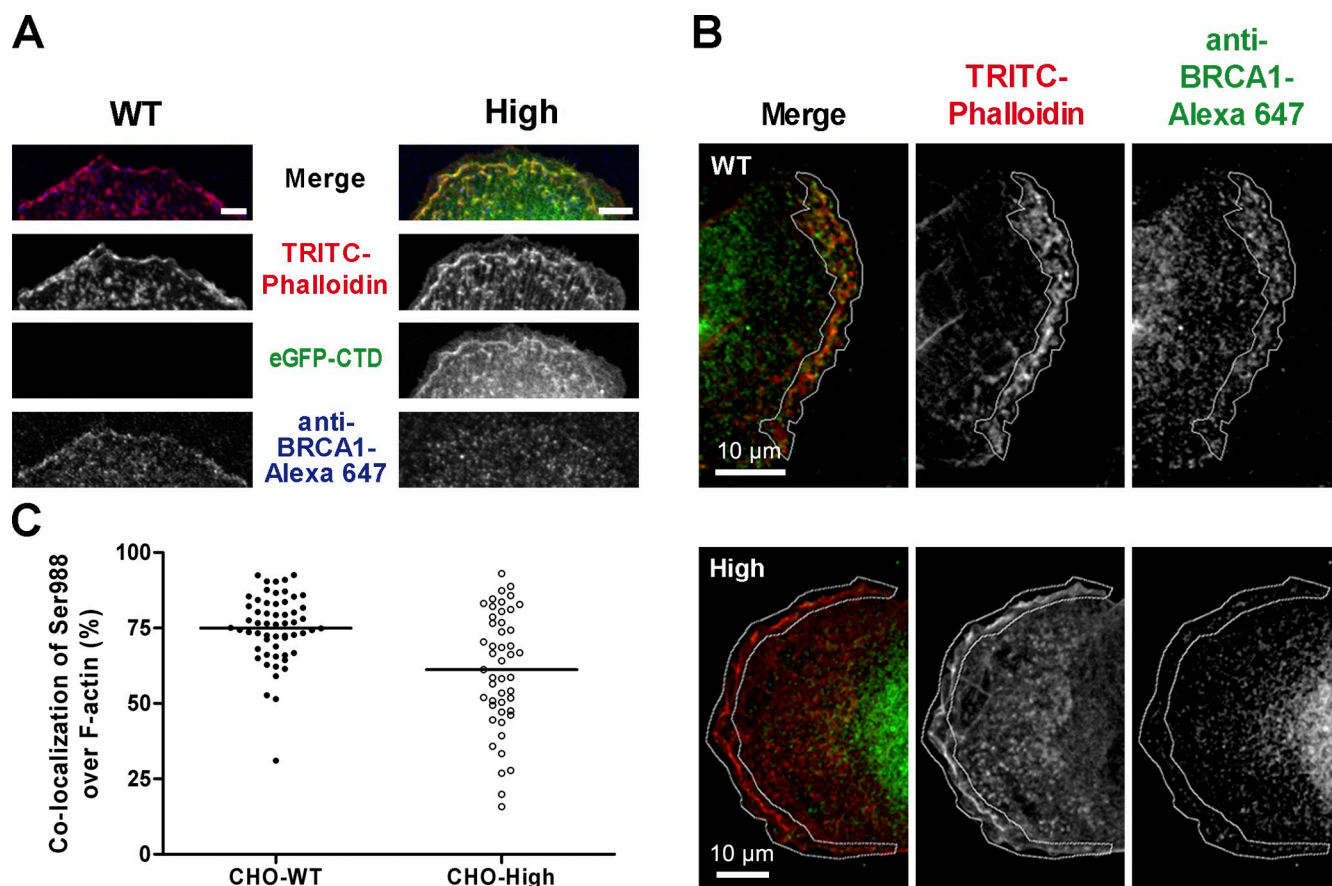 A
WT
High
Merge
TRITC-
Phalloidin
eGFP-CTD
anti-
BRCA1-
Alexa 647
B
Merge
TRITC-
Phalloidin
anti-
BRCA1-
Alexa 647
WT
10 µm
High
10 µm
C
Co-localization of Ser988
over F-actin (%)
100
75
50
25
0
CHO-WT
CHO-High